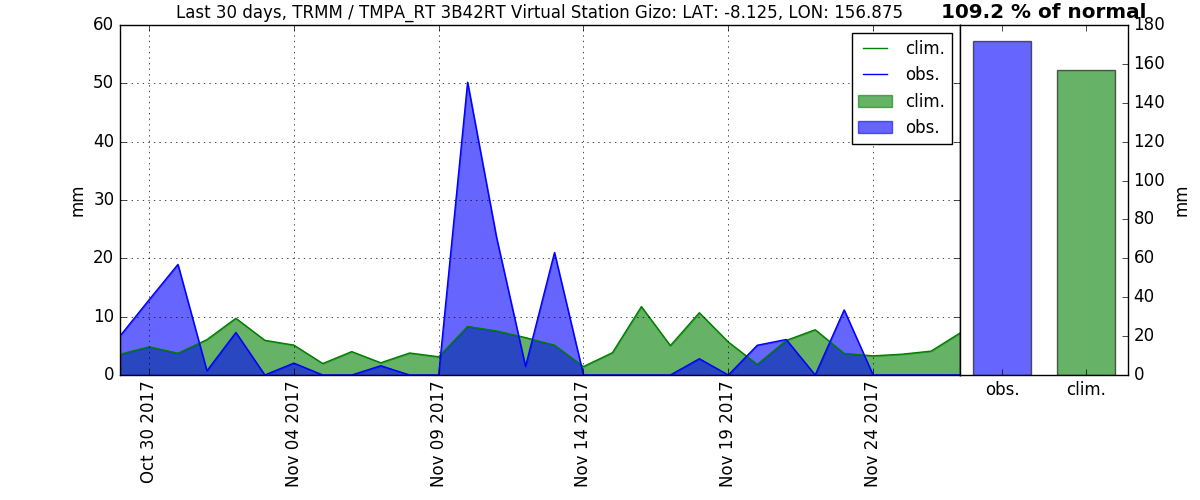 Last 30 days, TRMM / TMPA_RT 3B42RT Virtual Station Gizo: LAT: -8.125, LON: 156.875
109.2 % of normal
60
50
40
30
20
10
0
mm
clim.
obs.
clim.
obs.
Oct 30 2017
Nov 04 2017
Nov 09 2017
Nov 14 2017
Nov 19 2017
Nov 24 2017
180
160
140
120
100
80
60
40
20
0
mm
obs.
clim.